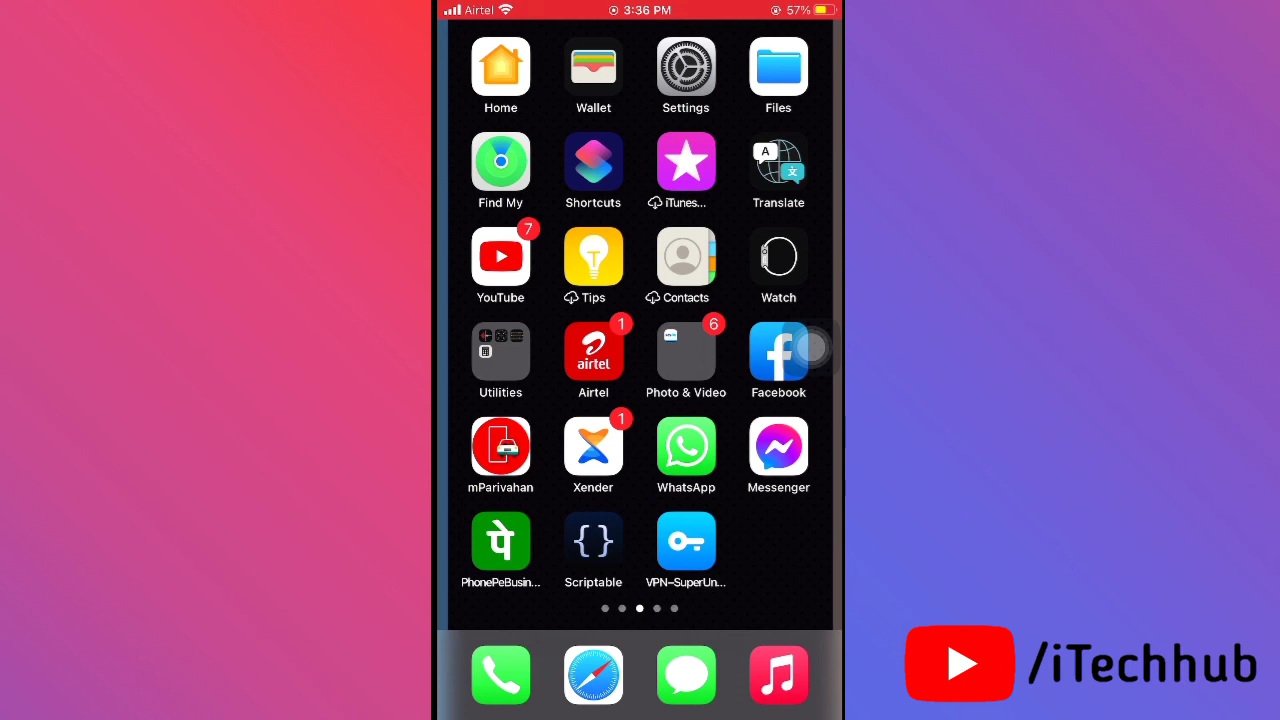 Airtel 3:36 PM 57%
Home Wallet Settings Files
A 文
Find My Shortcuts iTunes... Translate
7
YouTube Tips Contacts Watch
1 6
airtel
Utilities Airtel Photo & Video Facebook
1
mParivahan Xender WhatsApp Messenger
पे {}
PhonePeBusin... Scriptable VPN–SuperUn...
/iTechhub